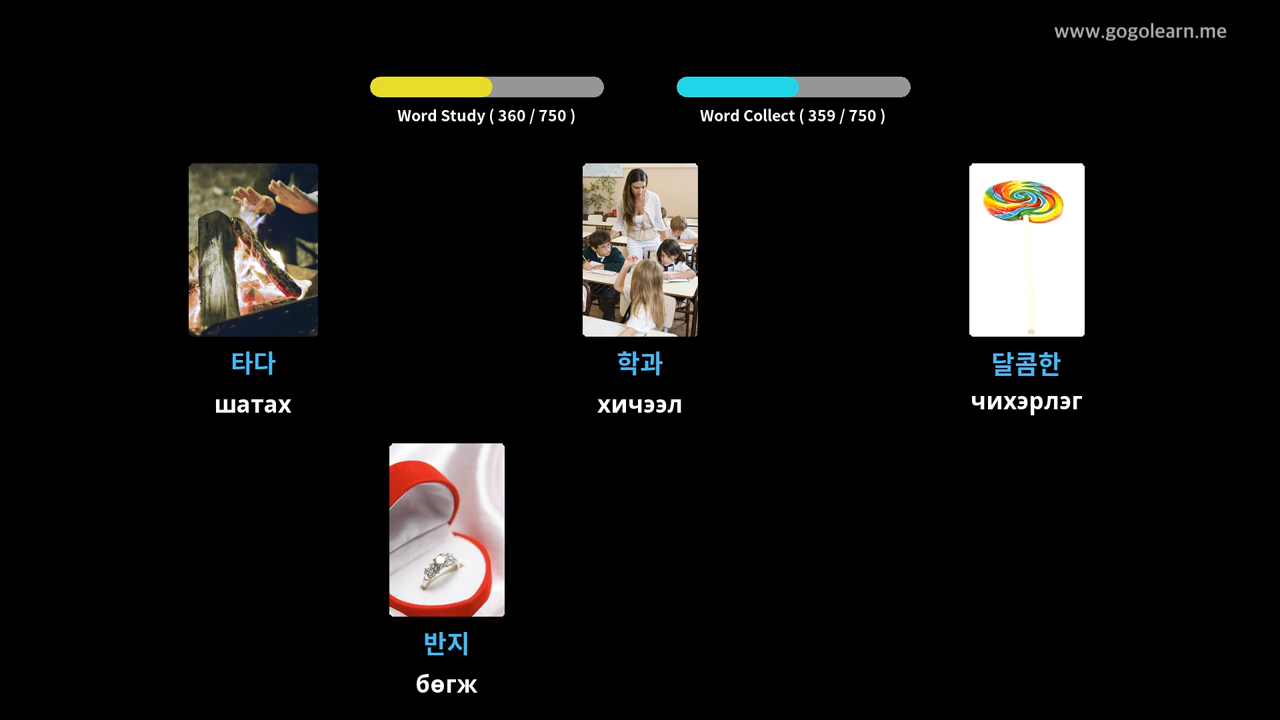 www.gogolearn.me
Word Study ( 360 / 750 )
Word Collect ( 359 / 750 )
타다
шатах
학과
хичээл
달콤한
чихэрлэг
반지
бөгж